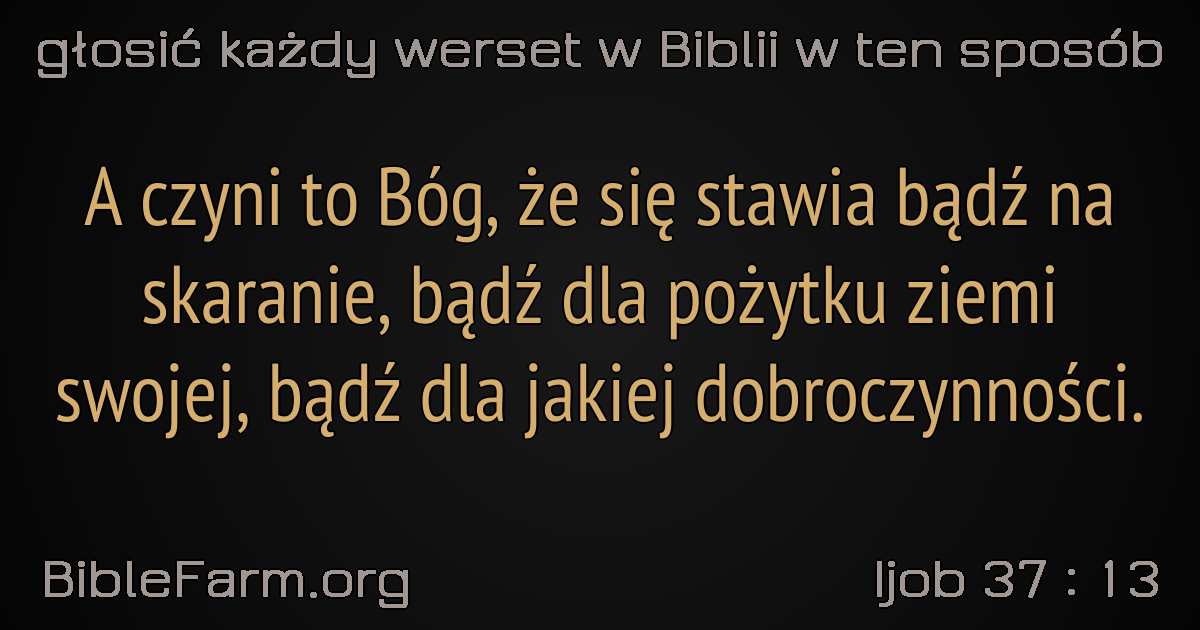 głosić każdy werset w Biblii w ten sposób
A czyni to Bóg, że się stawia bądź na
skaranie, bądź dla pożytku ziemi
swojej, bądź dla jakiej dobroczynności.
BibleFarm.org
Ijob 37 : 13